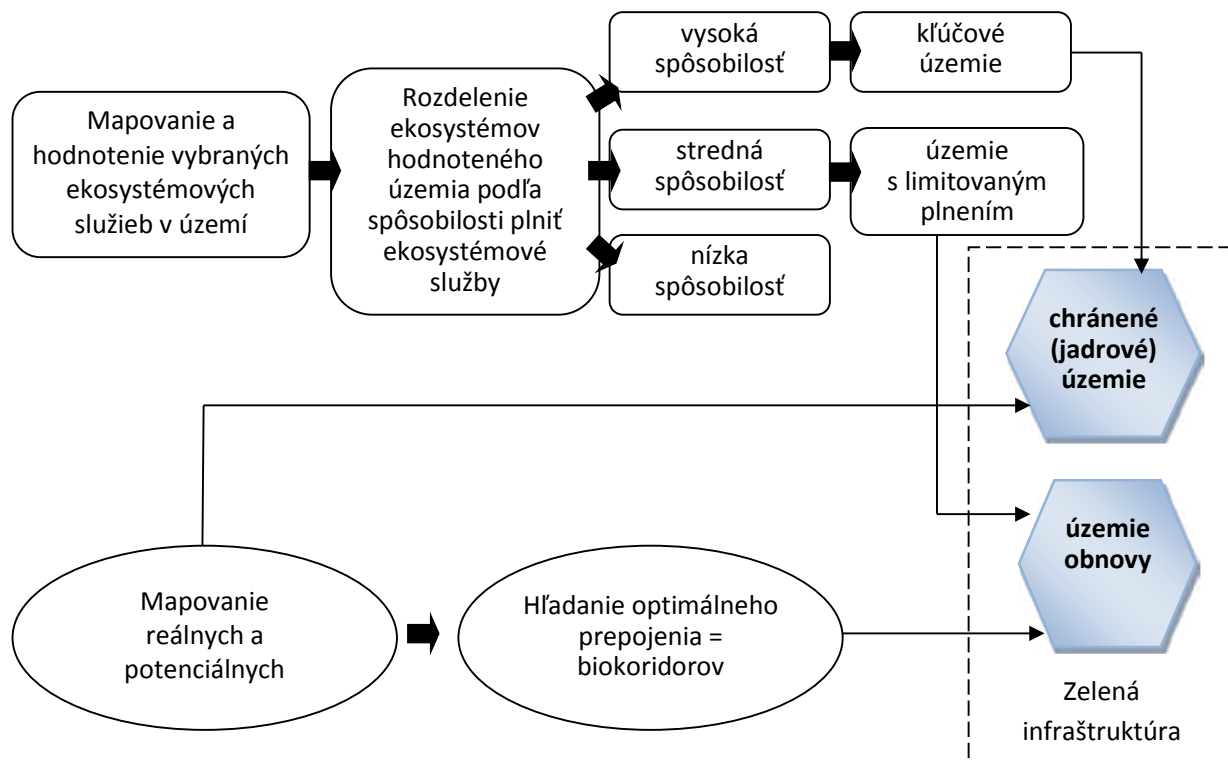 Mapovanie a
hodnotenie vybraných
ekosystémových
služieb v území
Rozdelenie
ekosystémov
hodnoteného
územia podľa
spôsobilosti plniť
ekosystémové
služby
vysoká
spôsobilosť
kľúčové
územie
stredná
spôsobilosť
územie
s limitovaným
plnením
nízka
spôsobilosť
chránené
(jadrové)
územie
územie
obnovy
Mapovanie
reálnych a
potenciálnych
Hľadanie optimálneho
prepojenia =
biokoridorov
Zelená
infraštruktúra